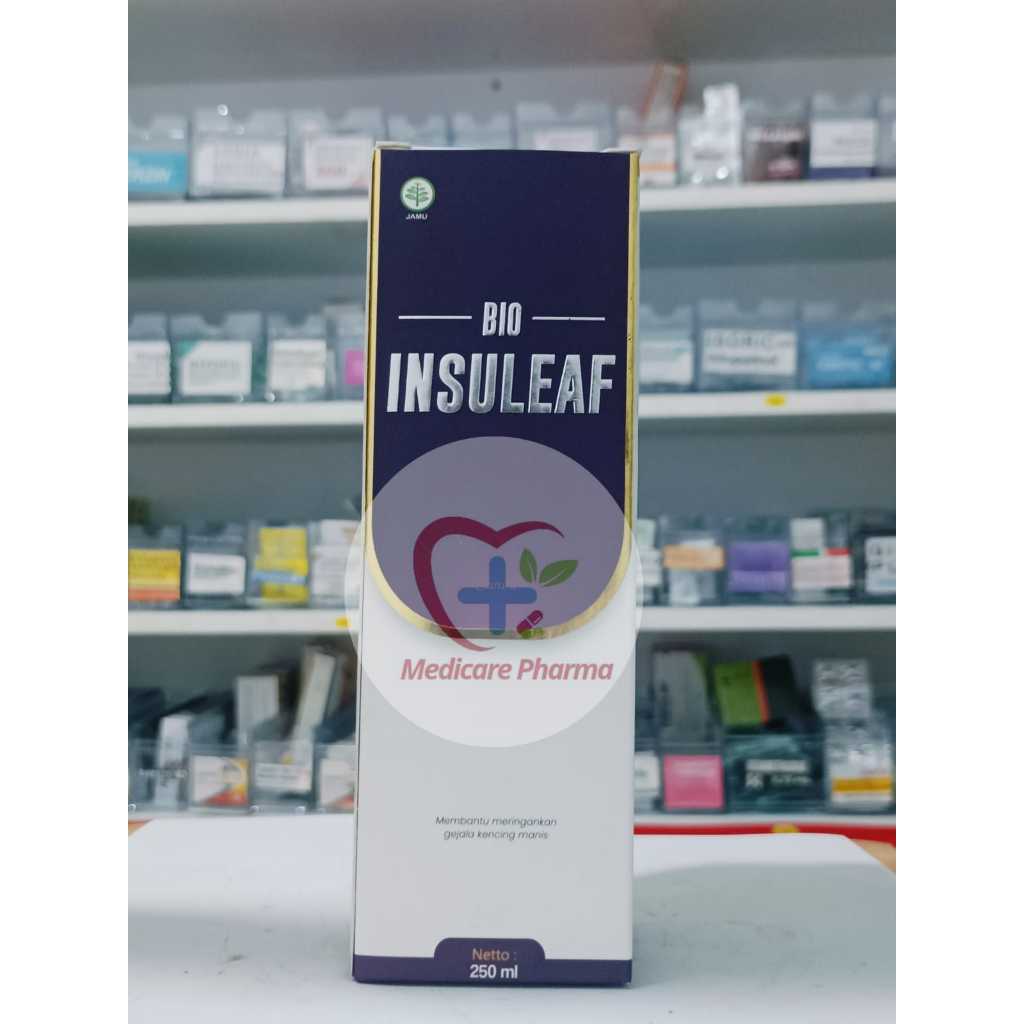 JAMU
BIO
INSULEAF
Medicare Pharma
Membantu meringankan
gejala kencing manis
Netto :
250 ml